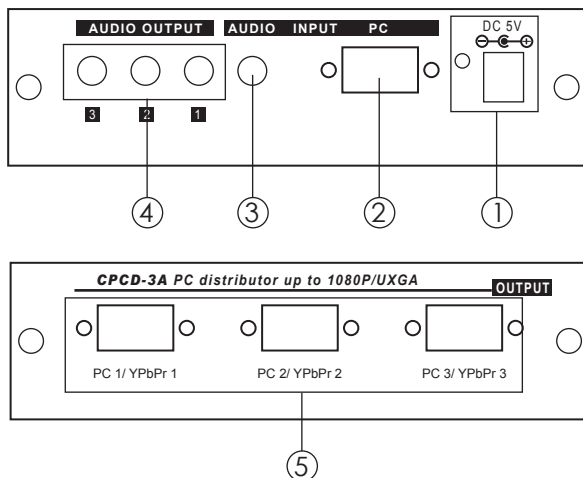 AUDIO OUTPUT AUDIO INPUT PC DC 5V
3 2 1
4 3 2 1
CPCD-3A PC distributor up to 1080P/UXGA
OUTPUT
PC 1/ YPbPr 1 PC 2/ YPbPr 2 PC 3/ YPbPr 3
5